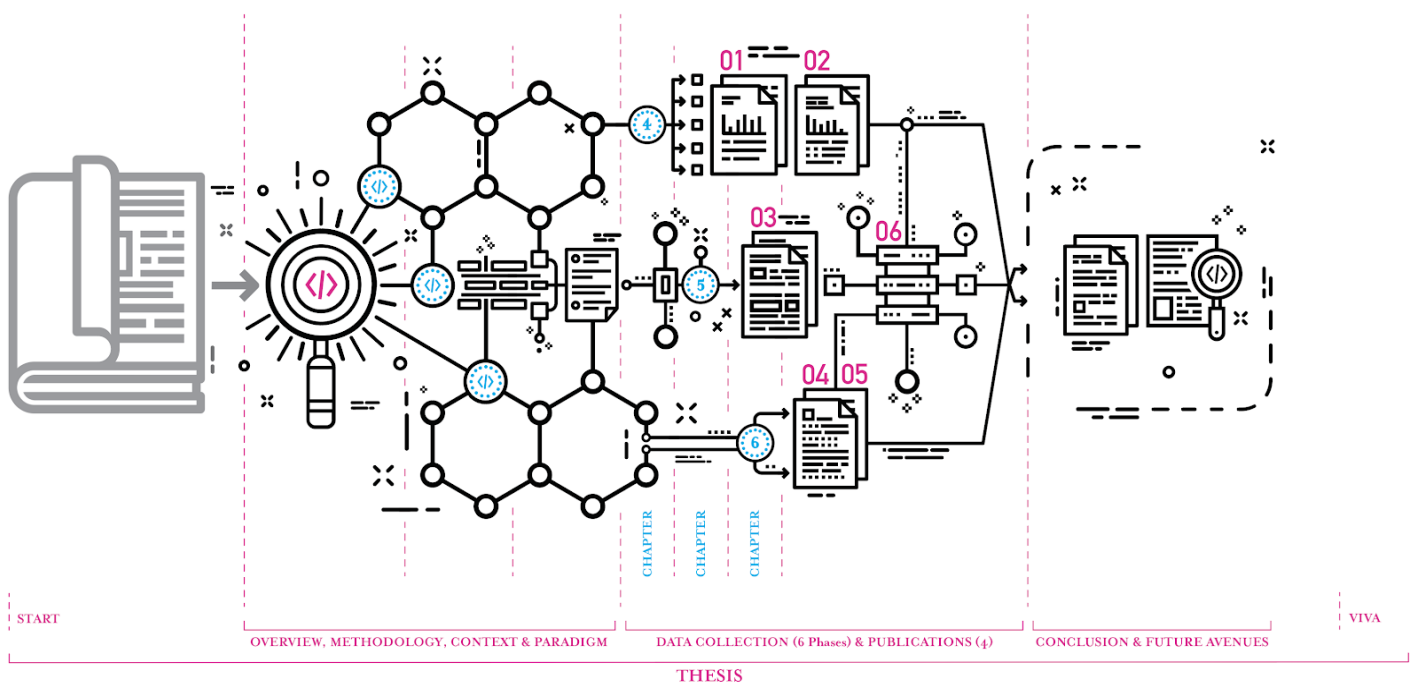 01
02
4
</>
</>
</>
03
06
5
</>
</>
04
05
6
CHAPTER
CHAPTER
CHAPTER
START
VIVA
OVERVIEW, METHODOLOGY, CONTEXT & PARADIGM
DATA COLLECTION (6 Phases) & PUBLICATIONS (4)
CONCLUSION & FUTURE AVENUES
THESIS